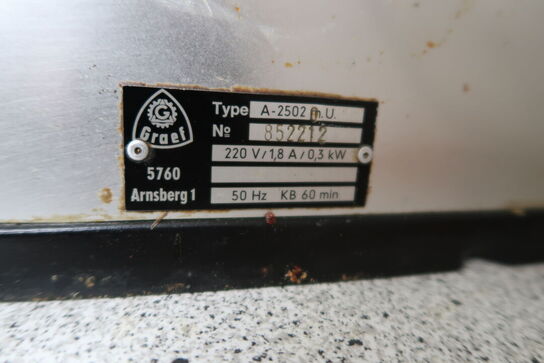 G
Graef
5760
Arnsberg 1
Type A-2502 m.U.
№ 852212
220 V/1,8 A/0,3 kW
50 Hz KB 60 min